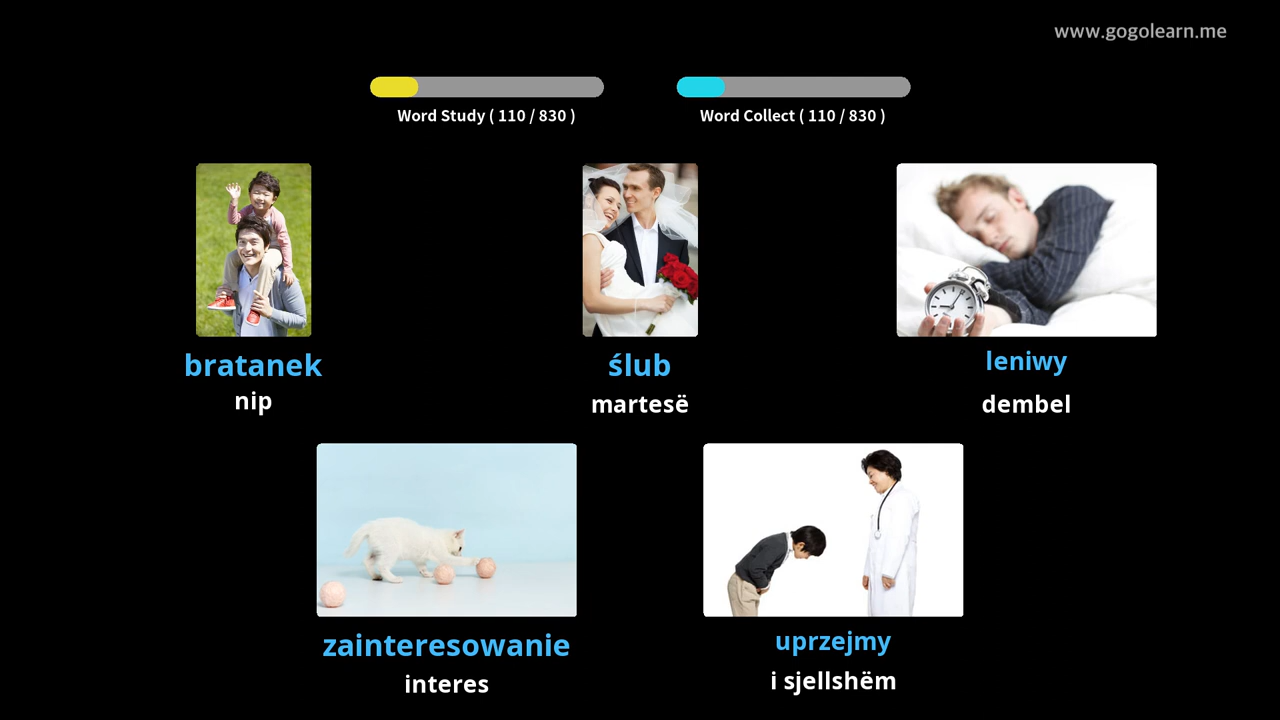 www.gogolearn.me
Word Study ( 110 / 830 )
Word Collect ( 110 / 830 )
bratanek
nip
ślub
martesë
leniwy
dembel
zainteresowanie
interes
uprzejmy
i sjellshëm